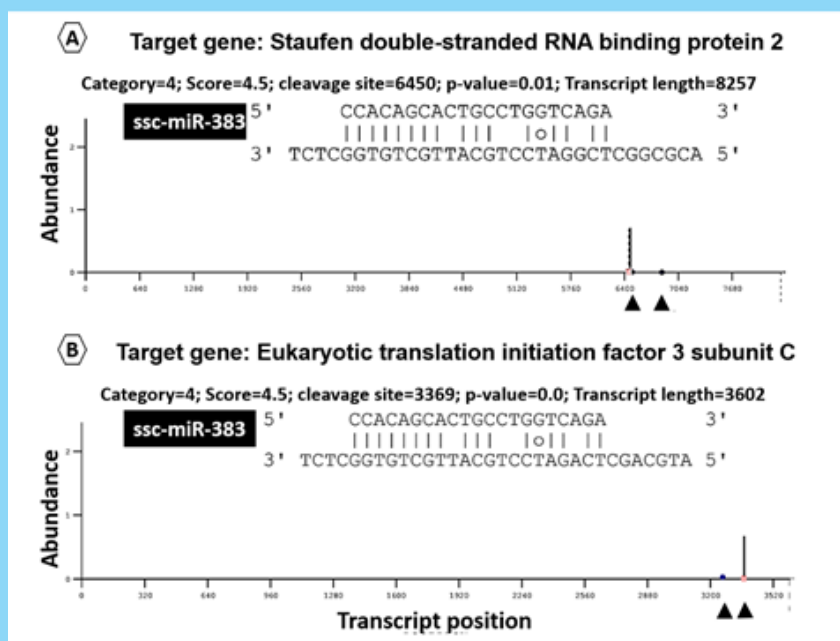 A Target gene: Staufen double-stranded RNA binding protein 2
Category=4; Score=4.5; cleavage site=6450; p-value=0.01; Transcript length=8257
ssc-miR-383 5' CCACAGCACTGCCTGGTCAGA 3'
3' TCTCGGTGTCGTTACGTCCTAGGCTCGGCGCA 5'
Abundance
2
1
0
0 640 1280 1920 2560 3200 3840 4480 5120 5760 6400 7040 7680
B Target gene: Eukaryotic translation initiation factor 3 subunit C
Category=4; Score=4.5; cleavage site=3369; p-value=0.0; Transcript length=3602
ssc-miR-383 5' CCACAGCACTGCCTGGTCAGA 3'
3' TCTCGGTGTCGTTACGTCCTAGACTCGACGTA 5'
Abundance
2
1
0
0 320 640 960 1280 1600 1920 2240 2560 2880 3200 3520
Transcript position